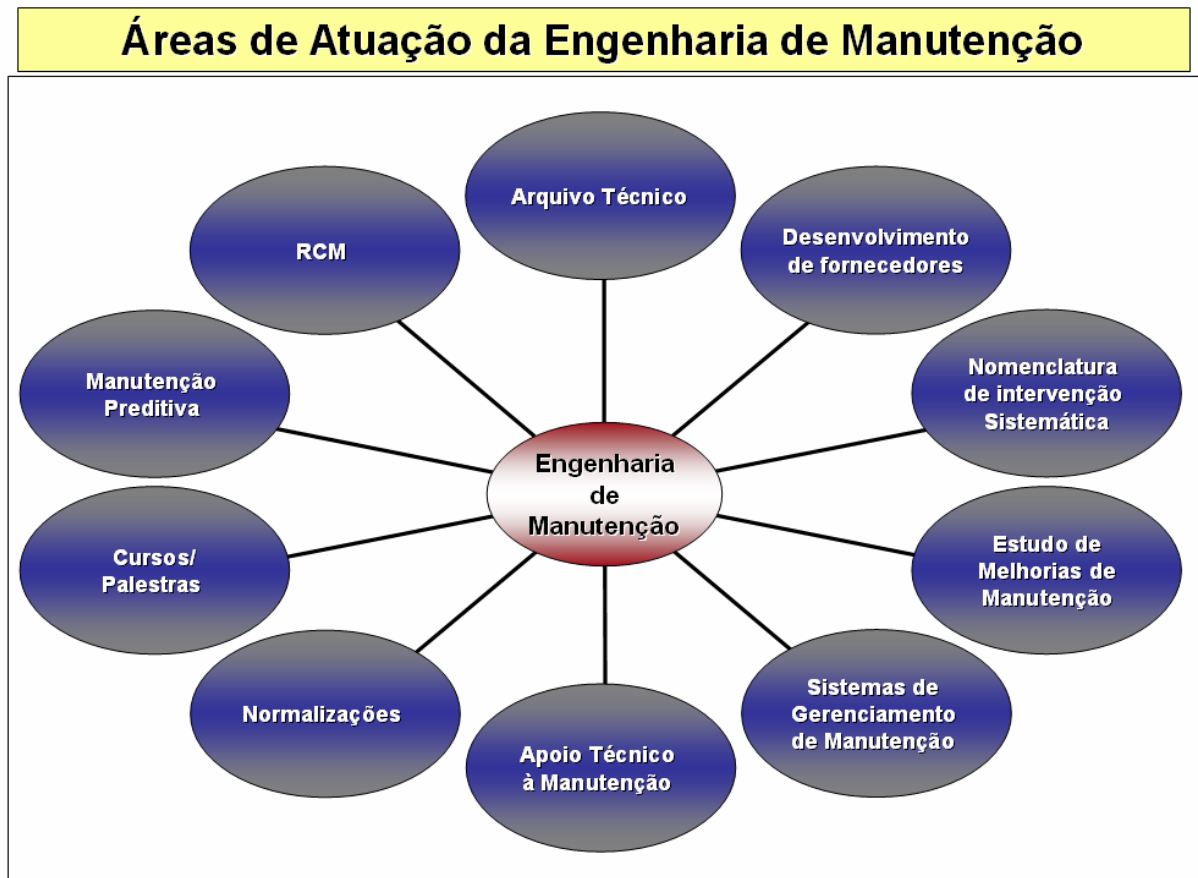 Áreas de Atuação da Engenharia de Manutenção
Arquivo Técnico
Desenvolvimento
de fornecedores
Nomenclatura
de intervenção
Sistemática
Estudo de
Melhorias de
Manutenção
Sistemas de
Gerenciamento
de Manutenção
Apoio Técnico
à Manutenção
Normalizações
Cursos/
Palestras
Manutenção
Preditiva
RCM
Engenharia
de
Manutenção